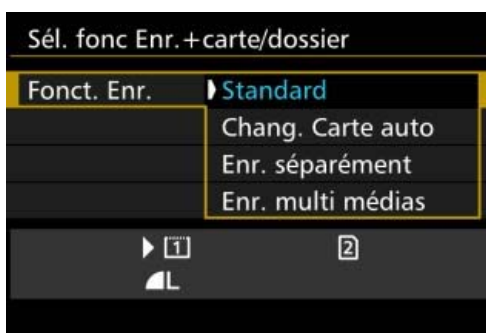 Sél. fonc Enr.+carte/dossier
Fonct. Enr. Standard
Chang. Carte auto
Enr. séparément
Enr. multi médias
1 2
L